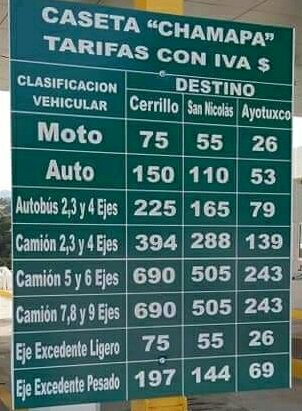 CASETA "CHAMAPA"
TARIFAS CON IVA $
CLASIFICACION VEHICULAR DESTINO
Cerrillo San Nicolás Ayotuxco
Moto 75 55 26
Auto 150 110 53
Autobús 2,3 y 4 Ejes 225 165 79
Camión 2,3 y 4 Ejes 394 288 139
Camión 5 y 6 Ejes 690 505 243
Camión 7,8 y 9 Ejes 690 505 243
Eje Excedente Ligero 75 55 26
Eje Excedente Pesado 197 144 69